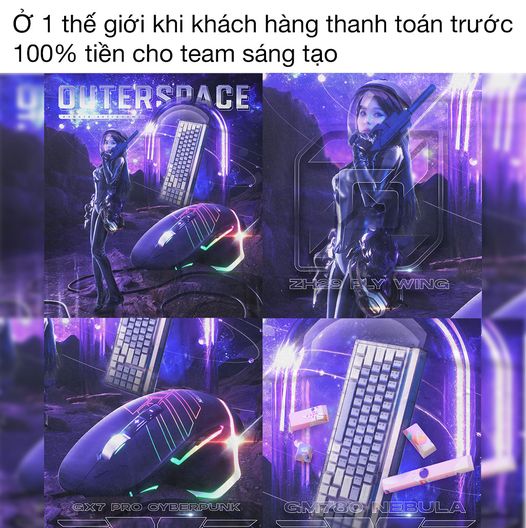 Ở 1 thế giới khi khách hàng thanh toán trước
100% tiền cho team sáng tạo
OUTERSPACE
ZH29 FLY WING
GX7 PRO CYBERPUNK
GM780 NEBULA